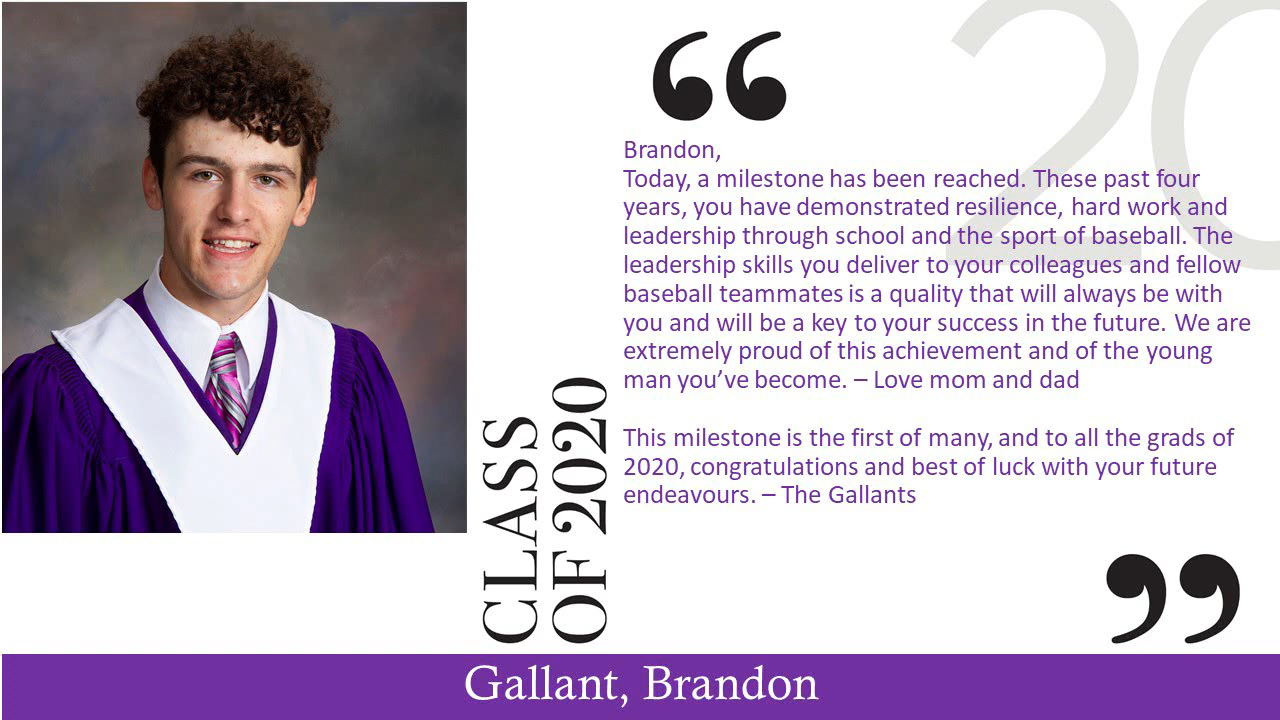 20
“
Brandon,
Today, a milestone has been reached. These past four
years, you have demonstrated resilience, hard work and
leadership through school and the sport of baseball. The
leadership skills you deliver to your colleagues and fellow
baseball teammates is a quality that will always be with
you and will be a key to your success in the future. We are
extremely proud of this achievement and of the young
man you’ve become. – Love mom and dad
This milestone is the first of many, and to all the grads of
2020, congratulations and best of luck with your future
endeavours. – The Gallants
”
CLASS
OF 2020
Gallant, Brandon